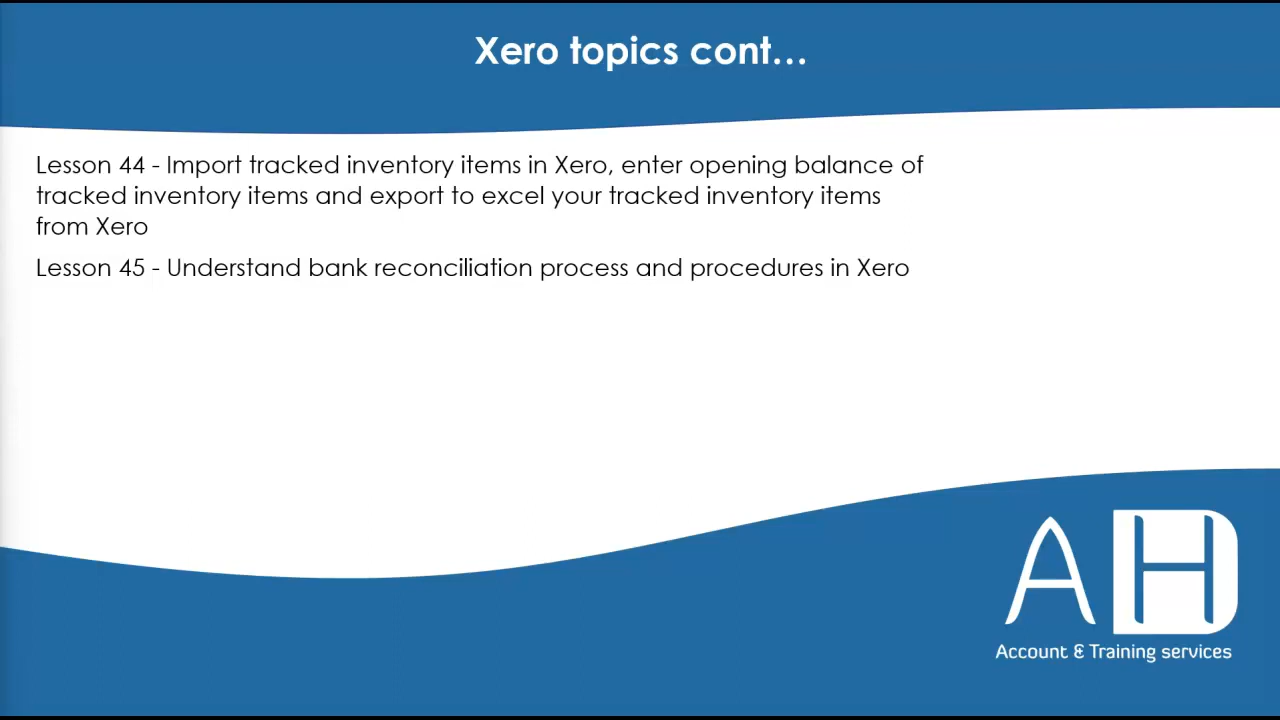 Xero topics cont...
Lesson 44 - Import tracked inventory items in Xero, enter opening balance of
tracked inventory items and export to excel your tracked inventory items
from Xero
Lesson 45 - Understand bank reconciliation process and procedures in Xero
AHD
Account & Training services